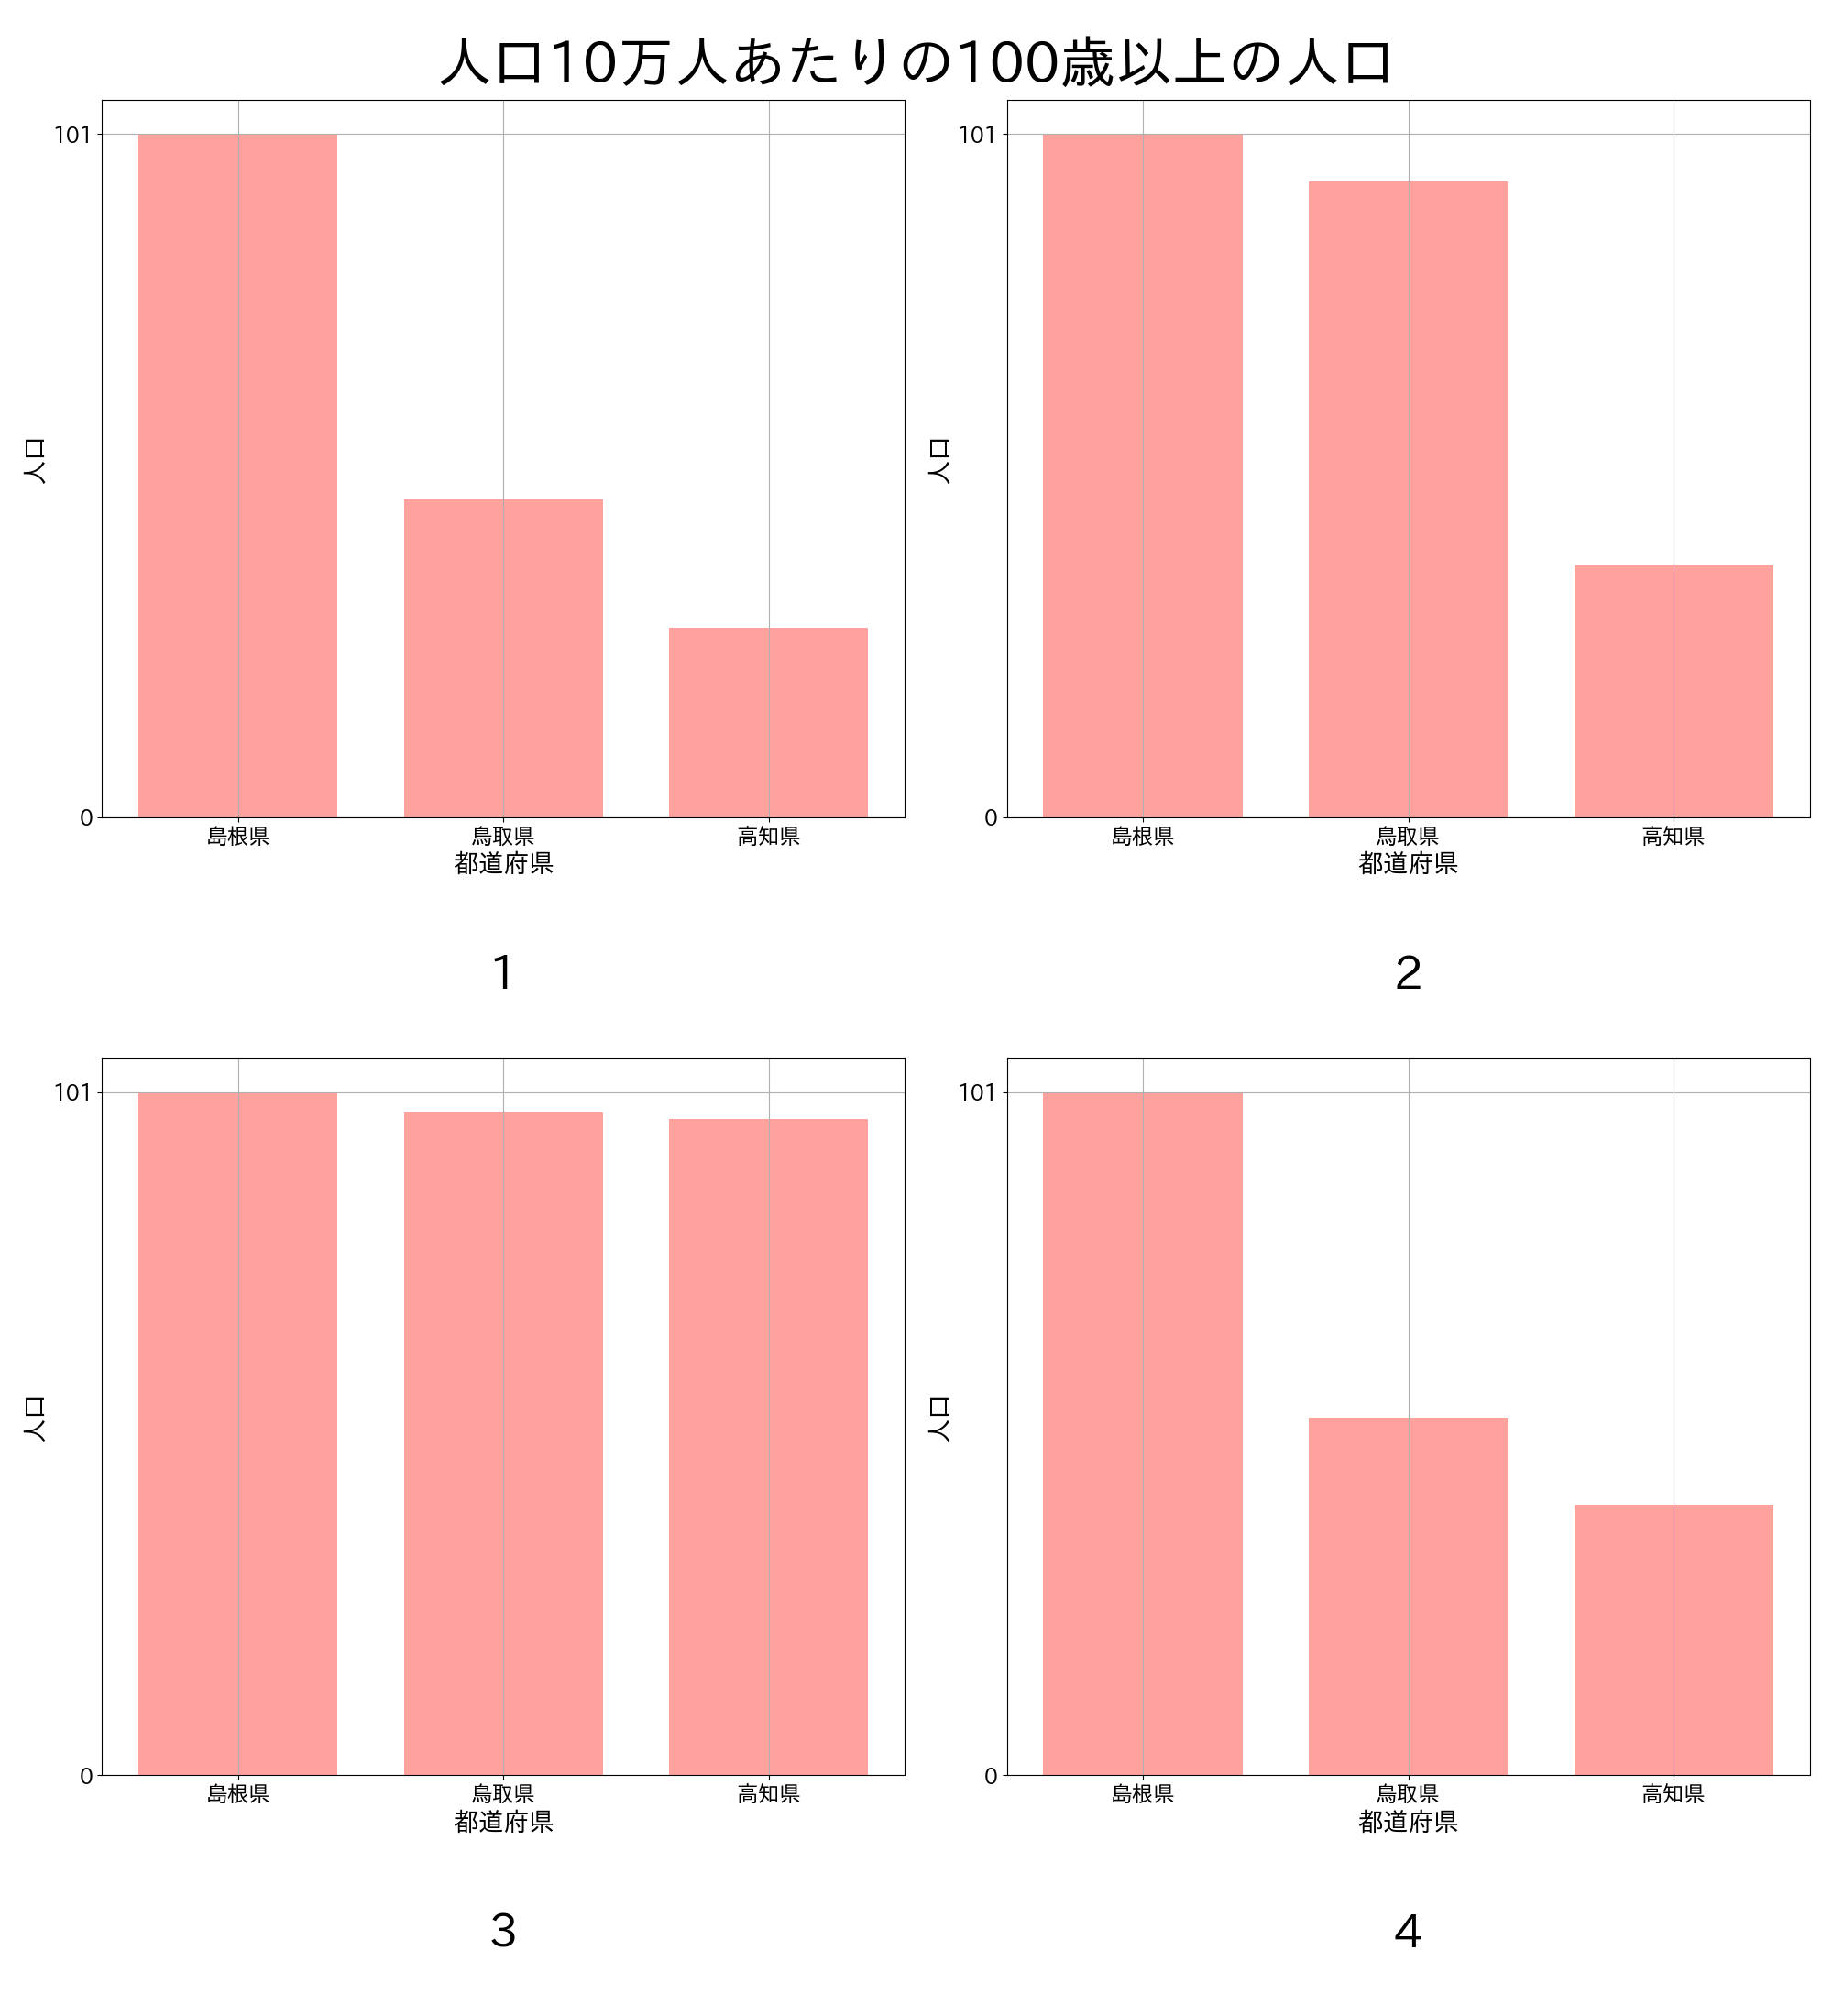 人口10万人あたりの100歳以上の人口
101
0
人口
島根県 鳥取県 高知県
都道府県
1
101
0
人口
島根県 鳥取県 高知県
都道府県
2
101
0
人口
島根県 鳥取県 高知県
都道府県
3
101
0
人口
島根県 鳥取県 高知県
都道府県
4